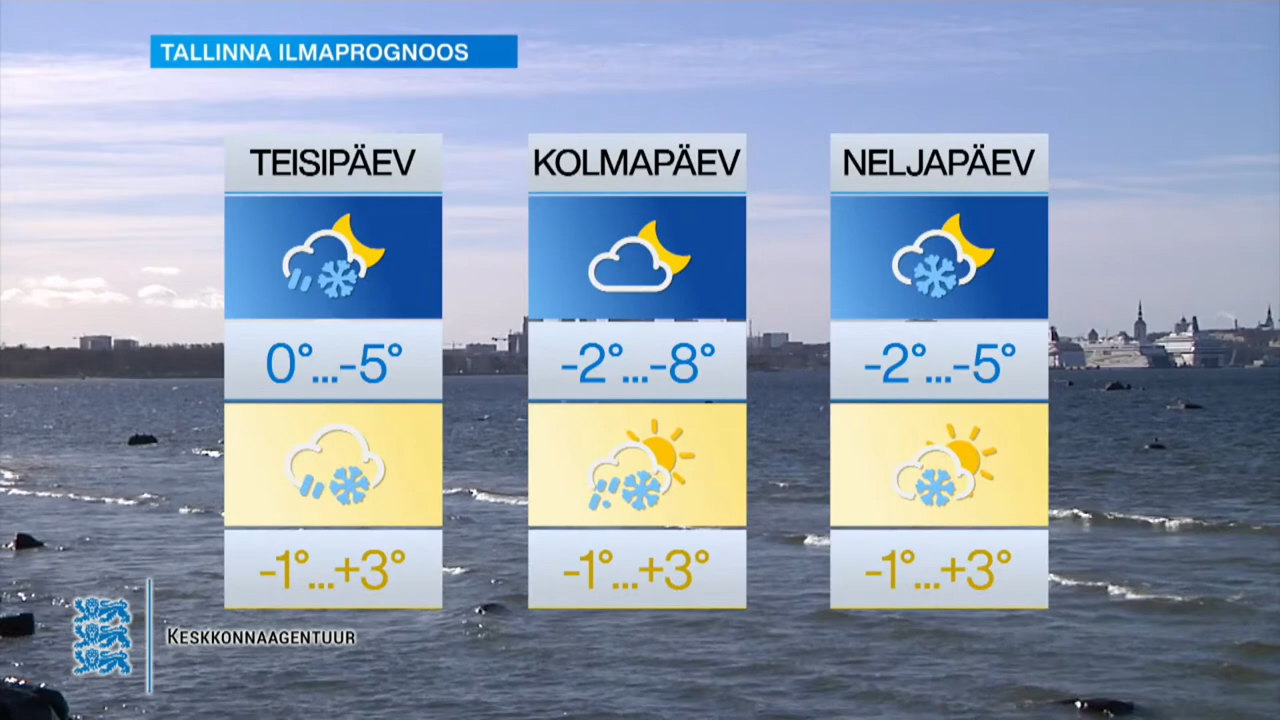 TALLINNA ILMAPROGNOOS
TEISIPÄEV
0°...-5°
-1°...+3°
KOLMAPÄEV
-2°...-8°
-1°...+3°
NELJAPÄEV
-2°...-5°
-1°...+3°
KESKKONNAAGENTUUR